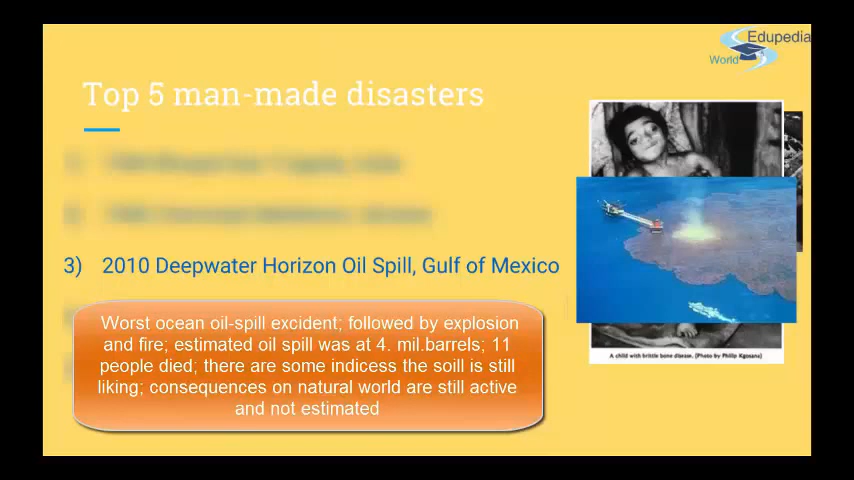 Edupedia
World
Top 5 man-made disasters
3) 2010 Deepwater Horizon Oil Spill, Gulf of Mexico
Worst ocean oil-spill excident; followed by explosion
and fire; estimated oil spill was at 4. mil.barrels; 11
people died; there are some indicess the soill is still
liking; consequences on natural world are still active
and not estimated
A child with brittle bone disease. (Photo by Philip Kgosana)